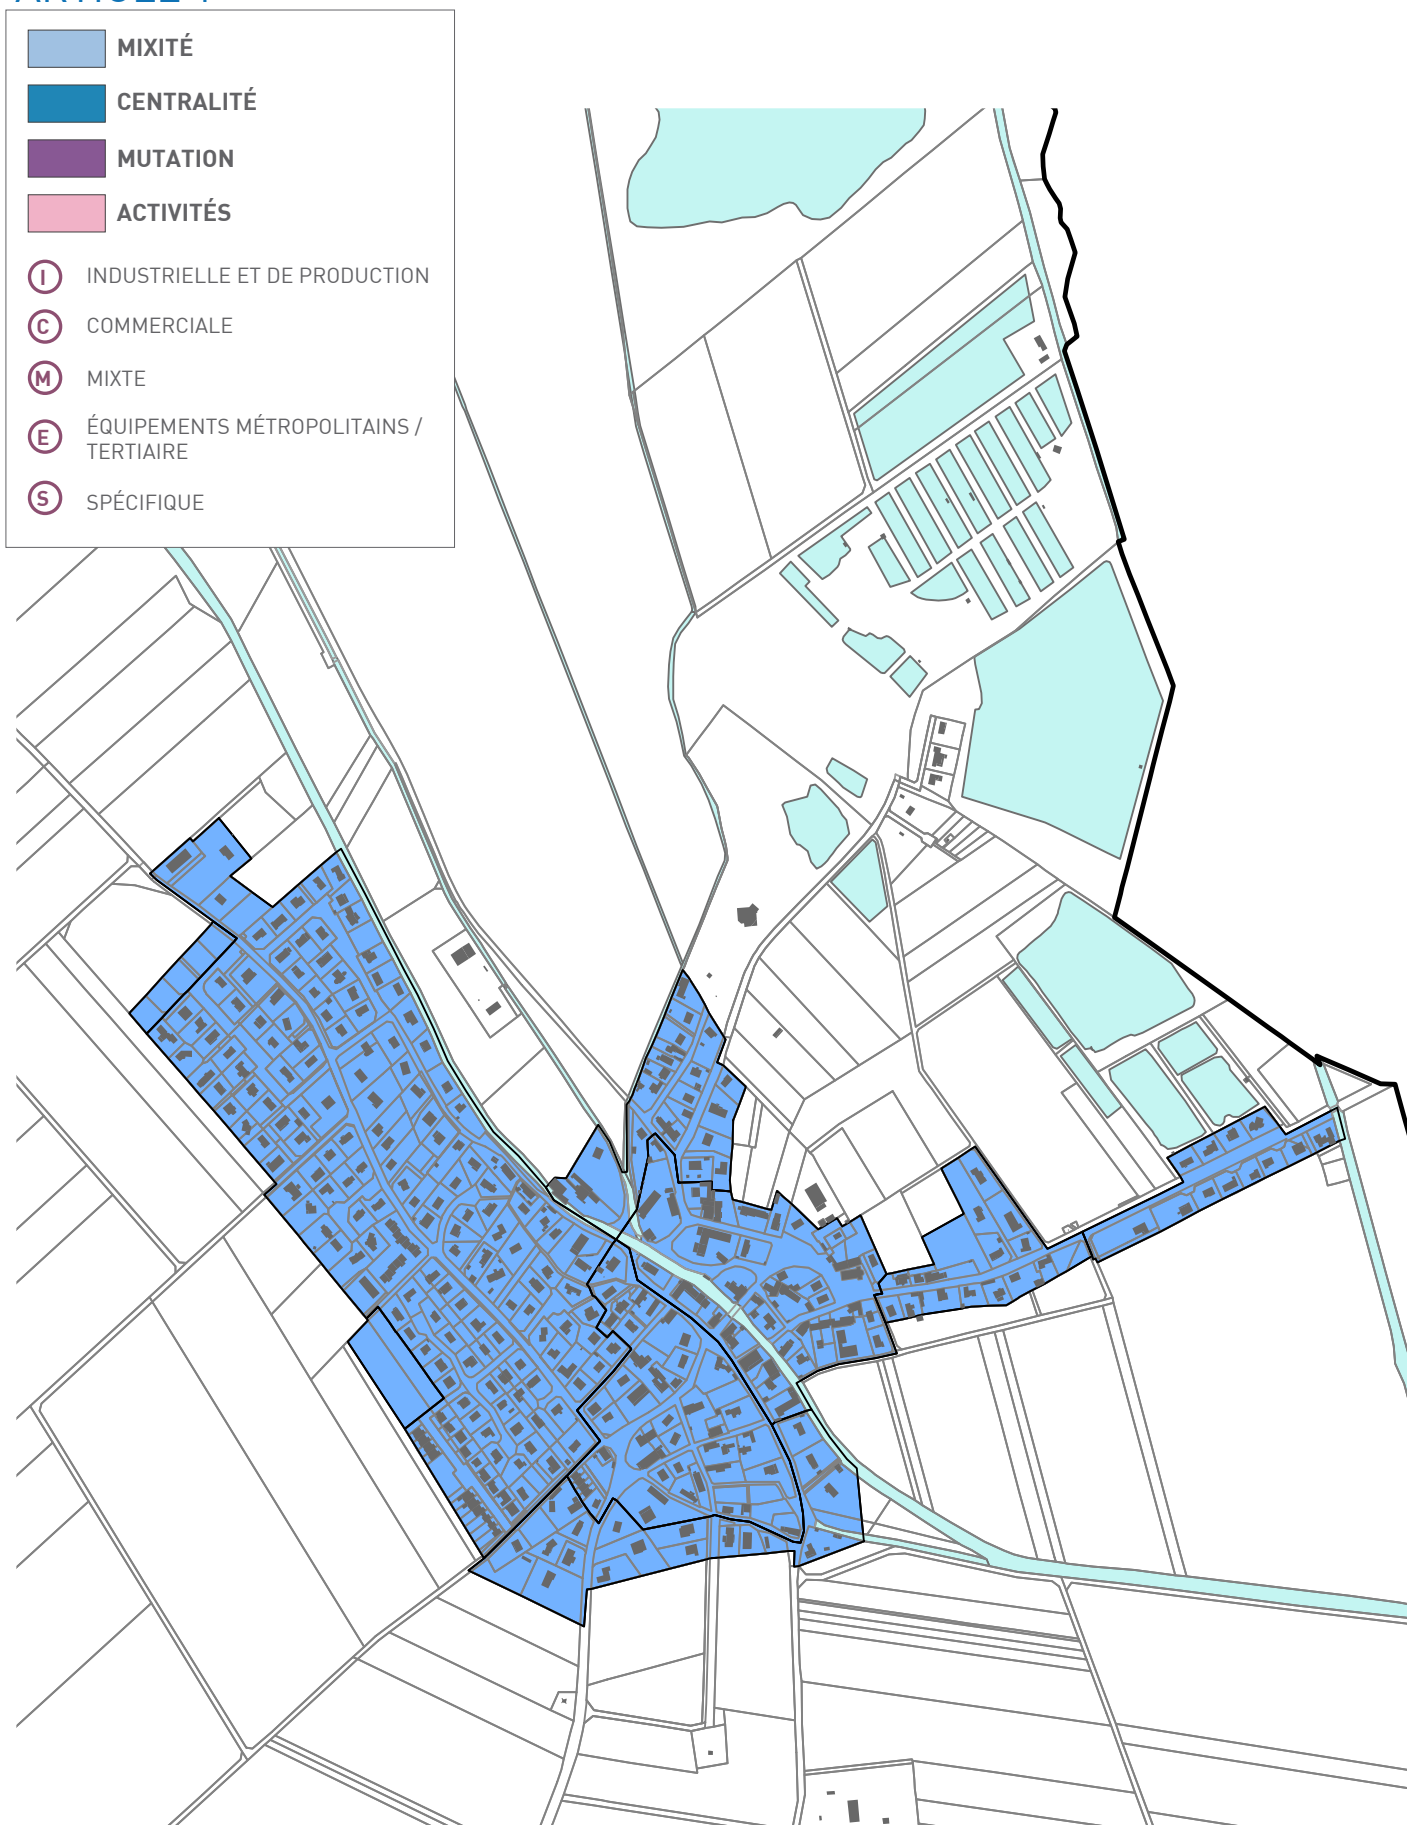 MIXITÉ
CENTRALITÉ
MUTATION
ACTIVITÉS
I INDUSTRIELLE ET DE PRODUCTION
C COMMERCIALE
M MIXTE
E ÉQUIPEMENTS MÉTROPOLITAINS /
TERTIAIRE
S SPÉCIFIQUE